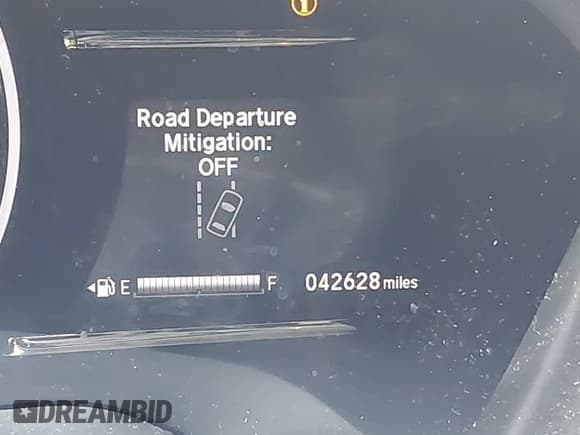 Road Departure
Mitigation:
OFF
E F 042628 miles
DREAMBID